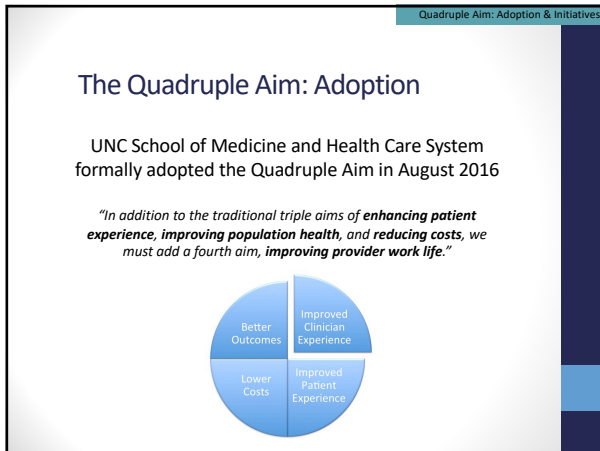 Quadruple Aim: Adoption & Initiatives
The Quadruple Aim: Adoption
UNC School of Medicine and Health Care System
formally adopted the Quadruple Aim in August 2016
“In addition to the traditional triple aims of enhancing patient
experience, improving population health, and reducing costs, we
must add a fourth aim, improving provider work life.”
Better
Outcomes
Improved
Clinician
Experience
Lower
Costs
Improved
Patient
Experience